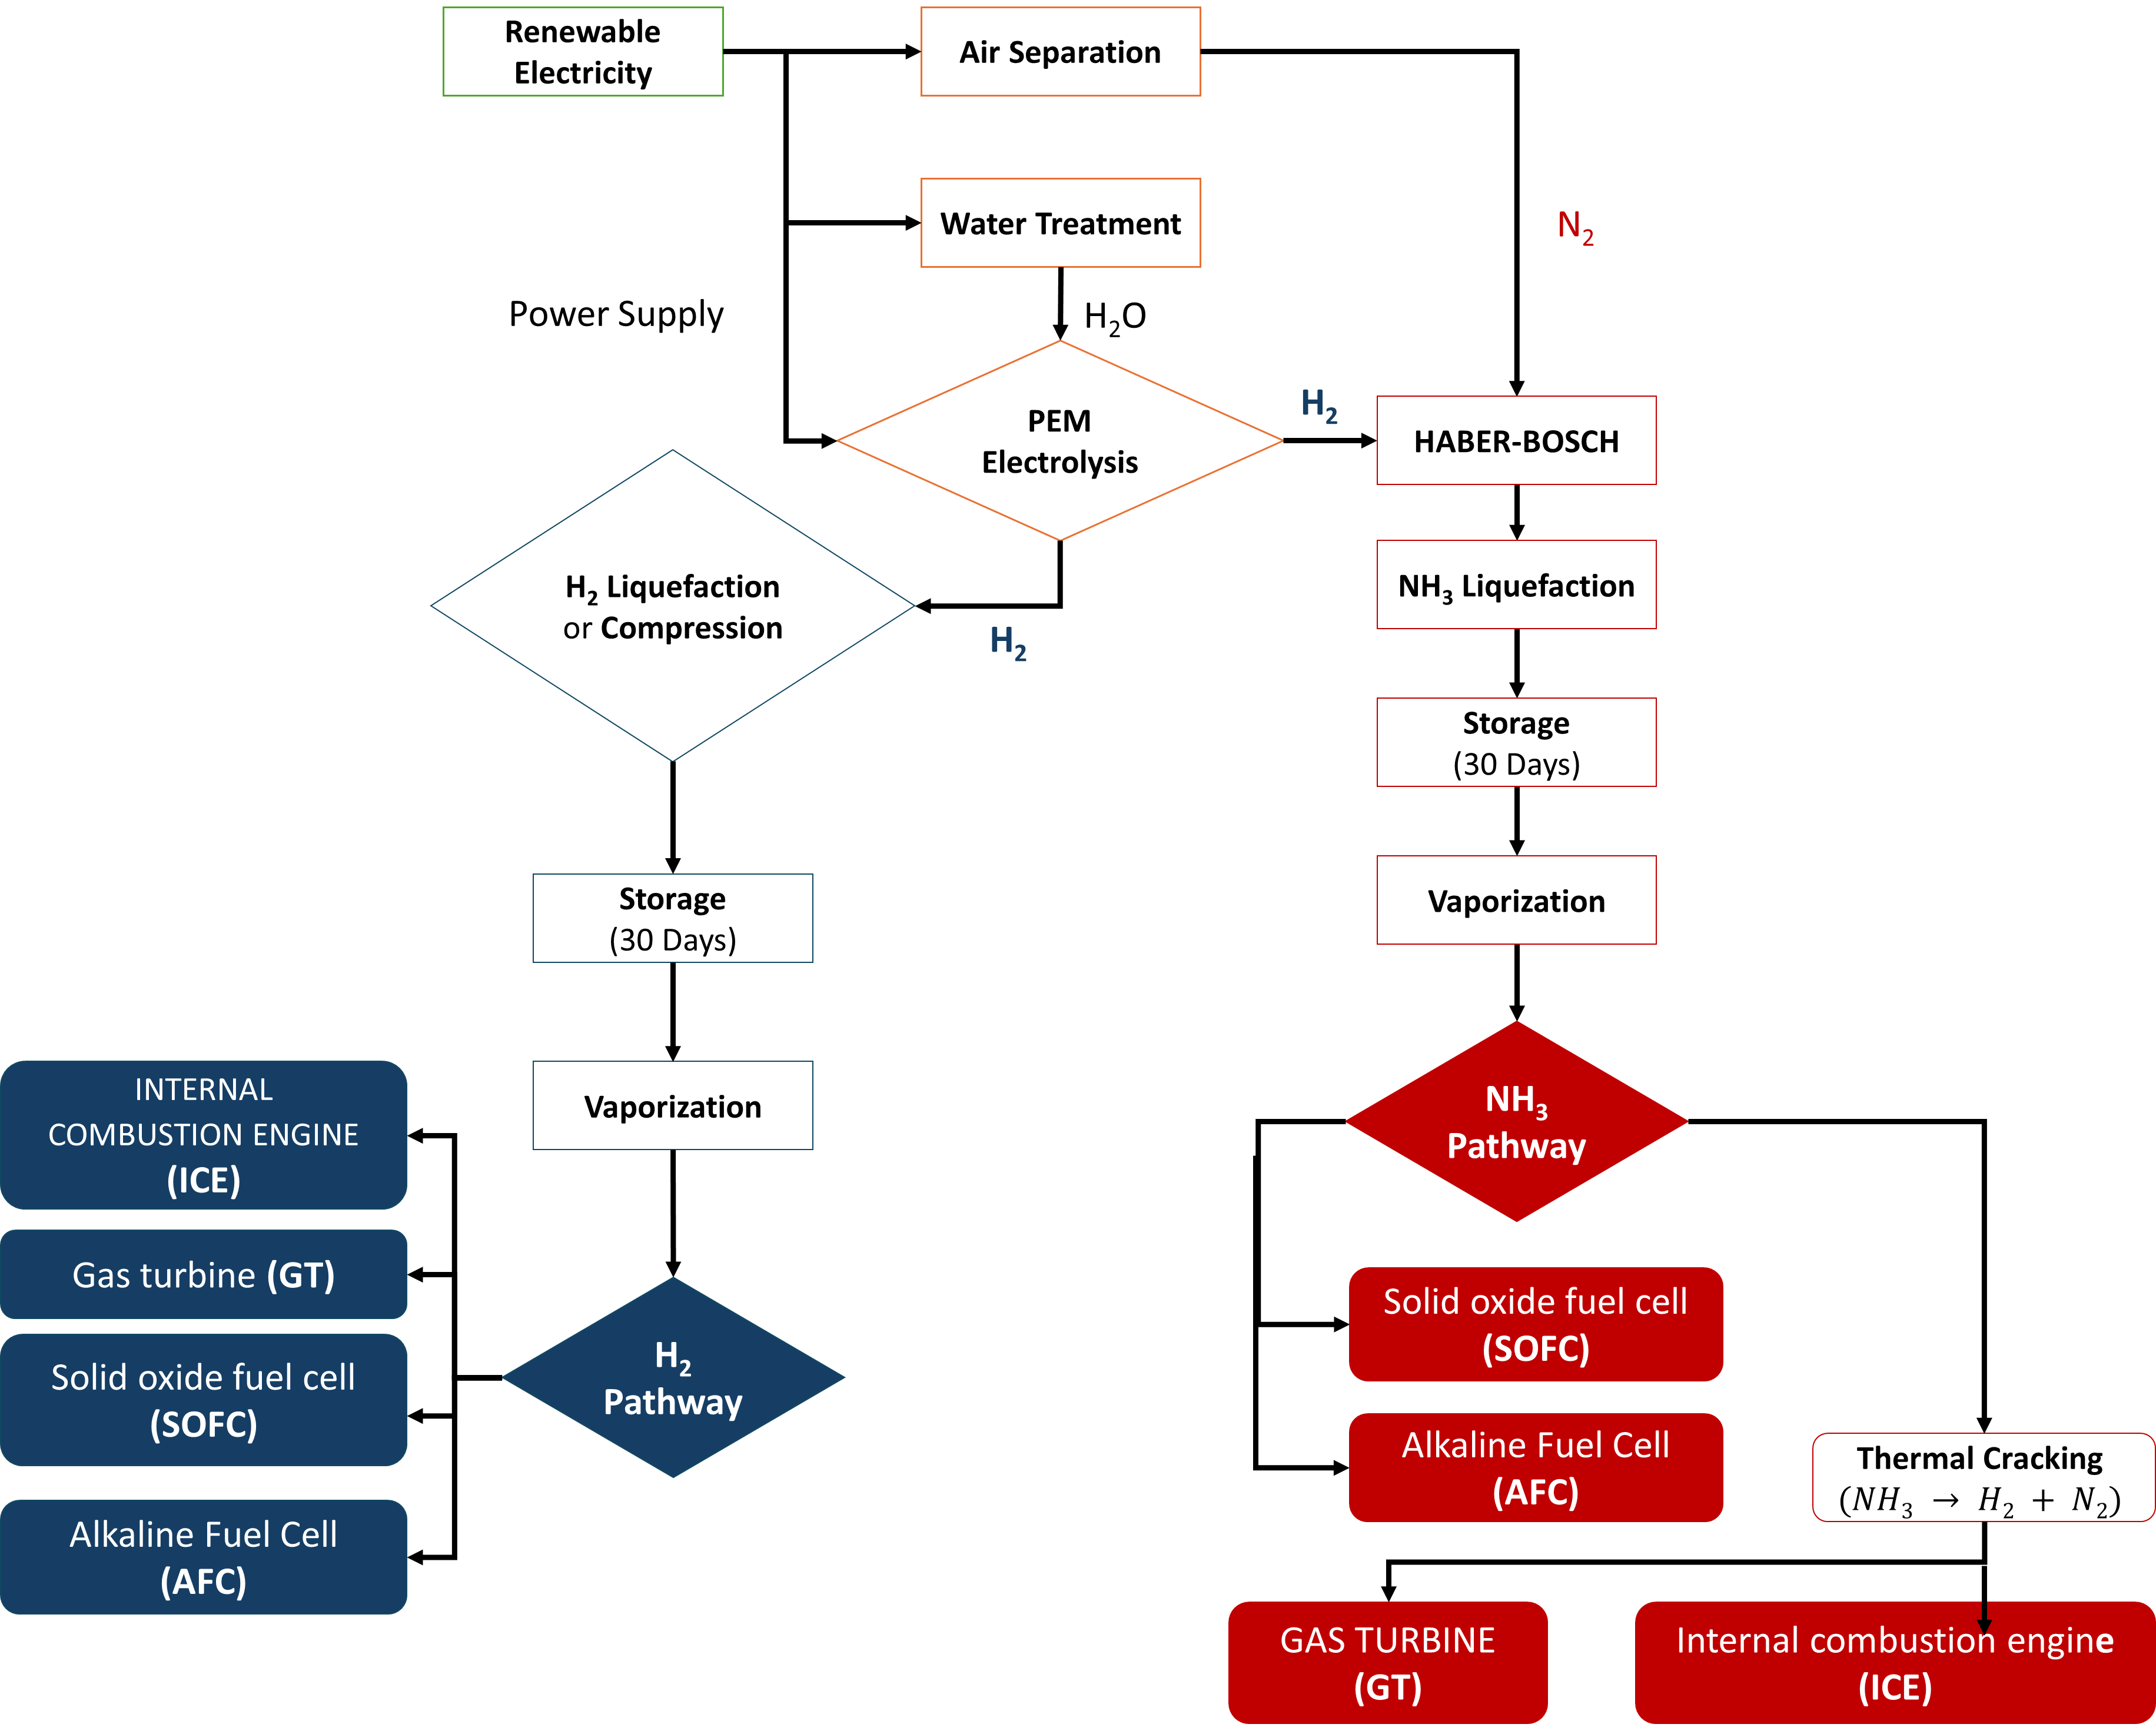 Renewable
Electricity
Air Separation
Water Treatment
N₂
Power Supply
H₂O
PEM
Electrolysis
H₂
HABER-BOSCH
H₂ Liquefaction
or Compression
H₂
NH₃ Liquefaction
Storage
(30 Days)
Vaporization
Storage
(30 Days)
Vaporization
INTERNAL
COMBUSTION ENGINE
(ICE)
Gas turbine (GT)
Solid oxide fuel cell
(SOFC)
Alkaline Fuel Cell
(AFC)
H₂
Pathway
NH₃
Pathway
Solid oxide fuel cell
(SOFC)
Alkaline Fuel Cell
(AFC)
Thermal Cracking
(NH₃ → H₂ + N₂)
GAS TURBINE
(GT)
Internal combustion engine
(ICE)